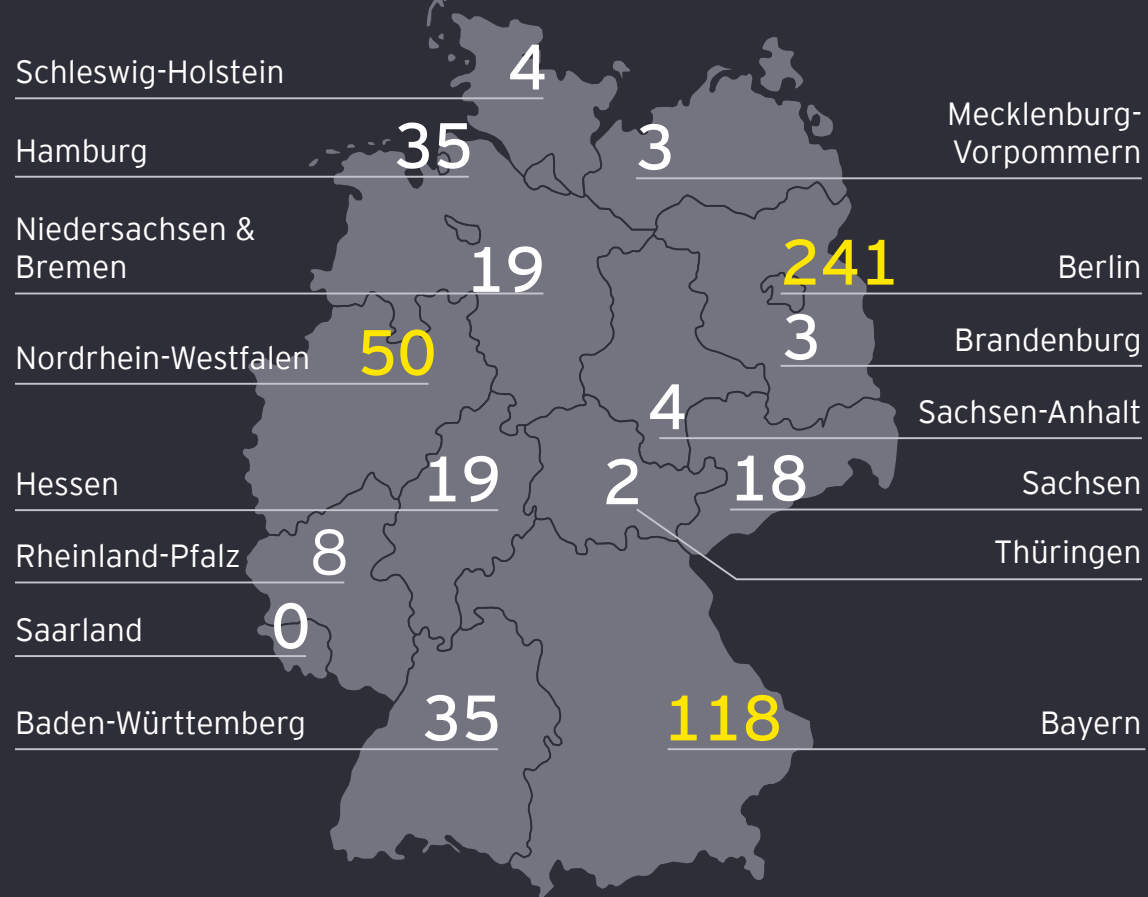 Schleswig-Holstein 4
Hamburg 35
Niedersachsen &
Bremen 19
Nordrhein-Westfalen 50
Hessen 19
Rheinland-Pfalz 8
Saarland 0
Baden-Württemberg 35
3 Mecklenburg-
Vorpommern
241 Berlin
3 Brandenburg
4 Sachsen-Anhalt
18 Sachsen
2 Thüringen
118 Bayern